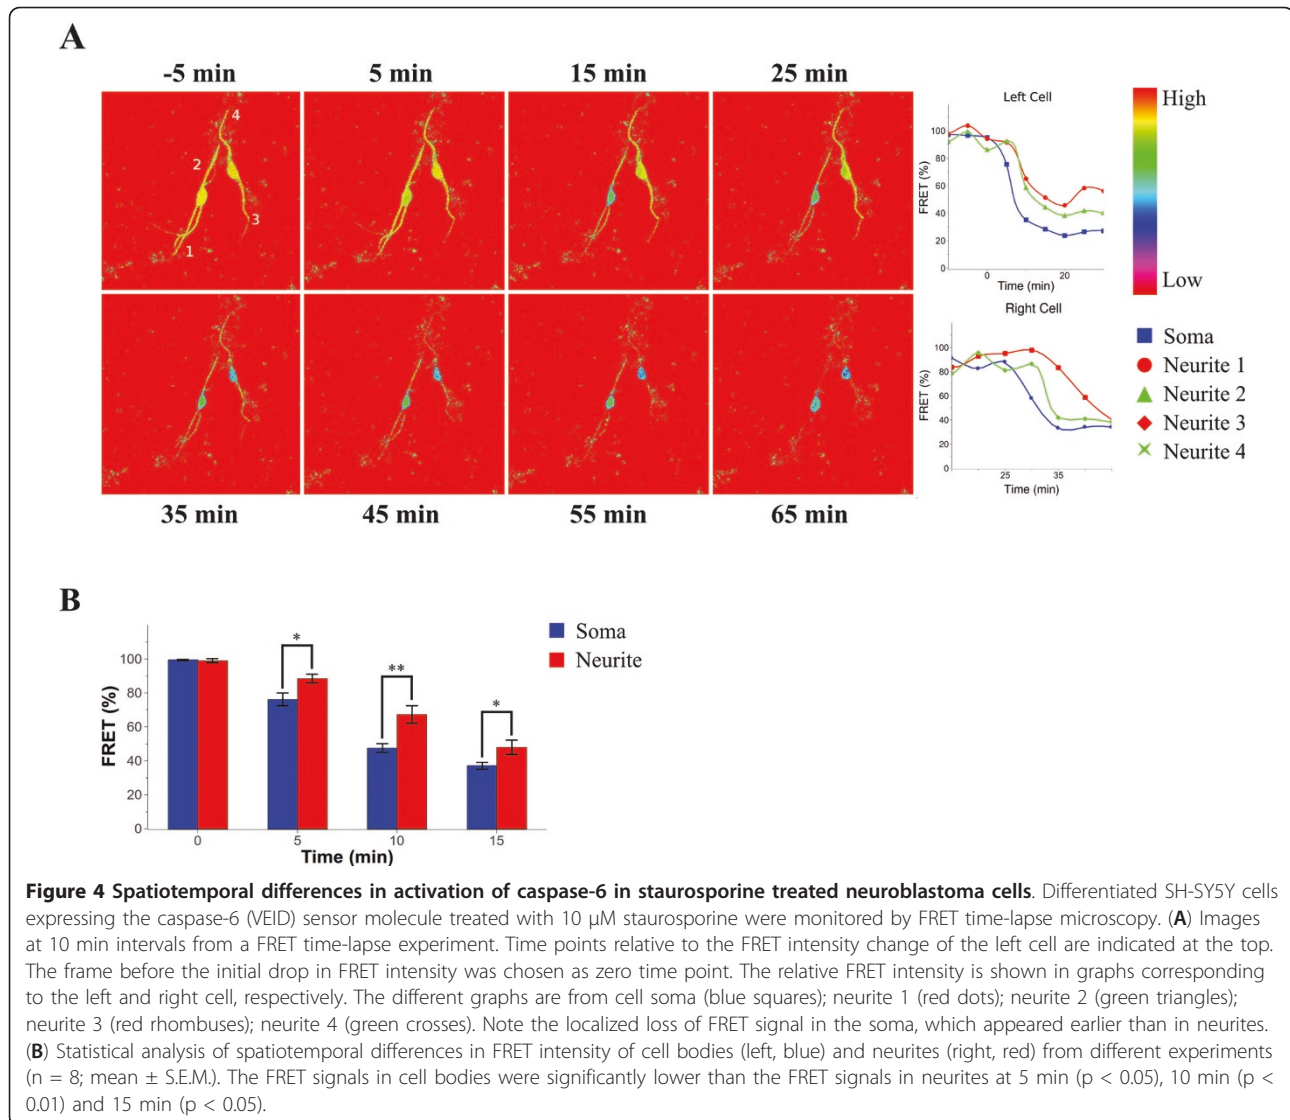 A
-5 min
5 min
15 min
25 min
4
2
3
1
35 min
45 min
55 min
65 min
Left Cell
FRET (%)
100
80
60
40
20
0
0
20
Time (min)
Right Cell
FRET (%)
100
80
60
40
20
0
25
35
Time (min)
High
Low
Soma
Neurite 1
Neurite 2
Neurite 3
Neurite 4
B
FRET (%)
100
80
60
40
20
0
*
**
*
0
5
10
15
Time (min)
Soma
Neurite
Figure 4 Spatiotemporal differences in activation of caspase-6 in staurosporine treated neuroblastoma cells. Differentiated SH-SY5Y cells
expressing the caspase-6 (VEID) sensor molecule treated with 10 μM staurosporine were monitored by FRET time-lapse microscopy. (A) Images
at 10 min intervals from a FRET time-lapse experiment. Time points relative to the FRET intensity change of the left cell are indicated at the top.
The frame before the initial drop in FRET intensity was chosen as zero time point. The relative FRET intensity is shown in graphs corresponding
to the left and right cell, respectively. The different graphs are from cell soma (blue squares); neurite 1 (red dots); neurite 2 (green triangles);
neurite 3 (red rhombuses); neurite 4 (green crosses). Note the localized loss of FRET signal in the soma, which appeared earlier than in neurites.
(B) Statistical analysis of spatiotemporal differences in FRET intensity of cell bodies (left, blue) and neurites (right, red) from different experiments
(n = 8; mean ± S.E.M.). The FRET signals in cell bodies were significantly lower than the FRET signals in neurites at 5 min (p < 0.05), 10 min (p <
0.01) and 15 min (p < 0.05).